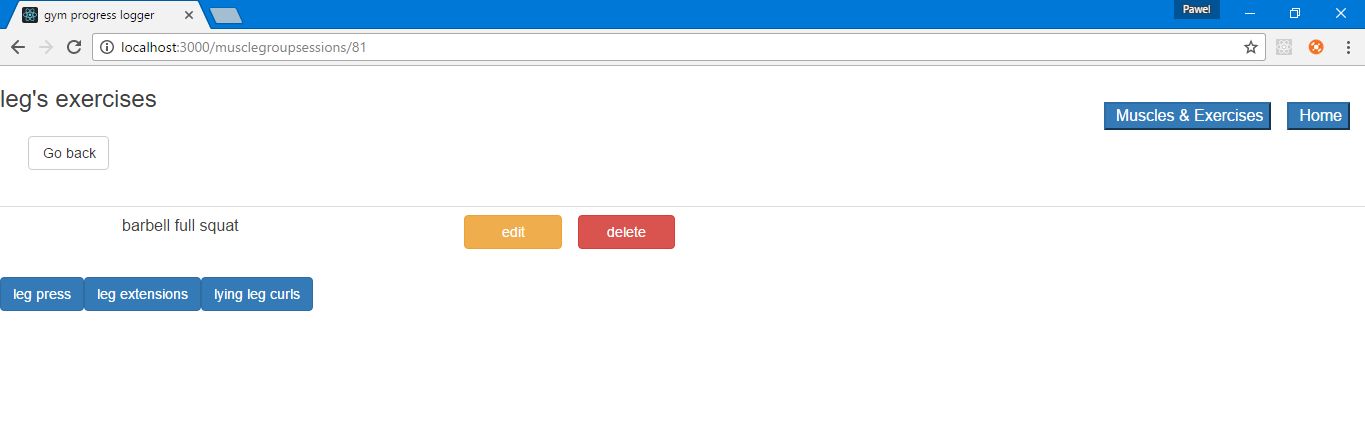 gym progress logger
Pawel
localhost:3000/musclegroupsessions/81
leg's exercises
Muscles & Exercises Home
Go back
barbell full squat edit delete
leg press leg extensions lying leg curls